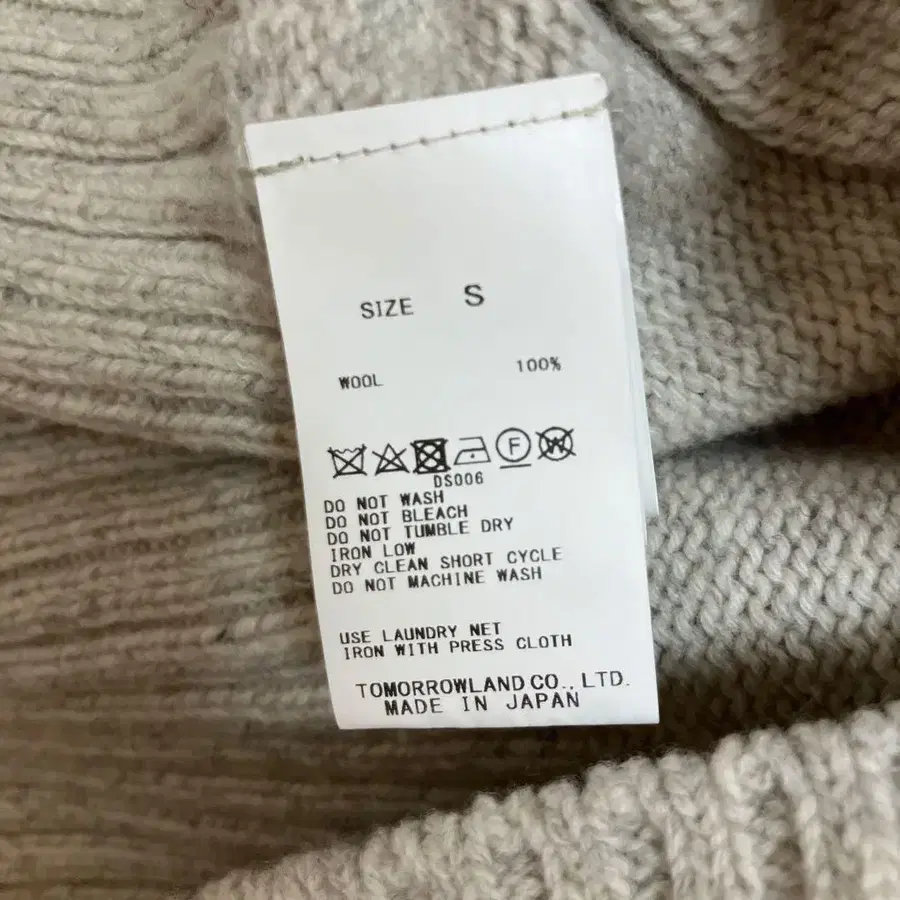 SIZE S
WOOL 100%
F W
DS006
DO NOT WASH
DO NOT BLEACH
DO NOT TUMBLE DRY
IRON LOW
DRY CLEAN SHORT CYCLE
DO NOT MACHINE WASH
USE LAUNDRY NET
IRON WITH PRESS CLOTH
TOMORROWLAND CO., LTD.
MADE IN JAPAN